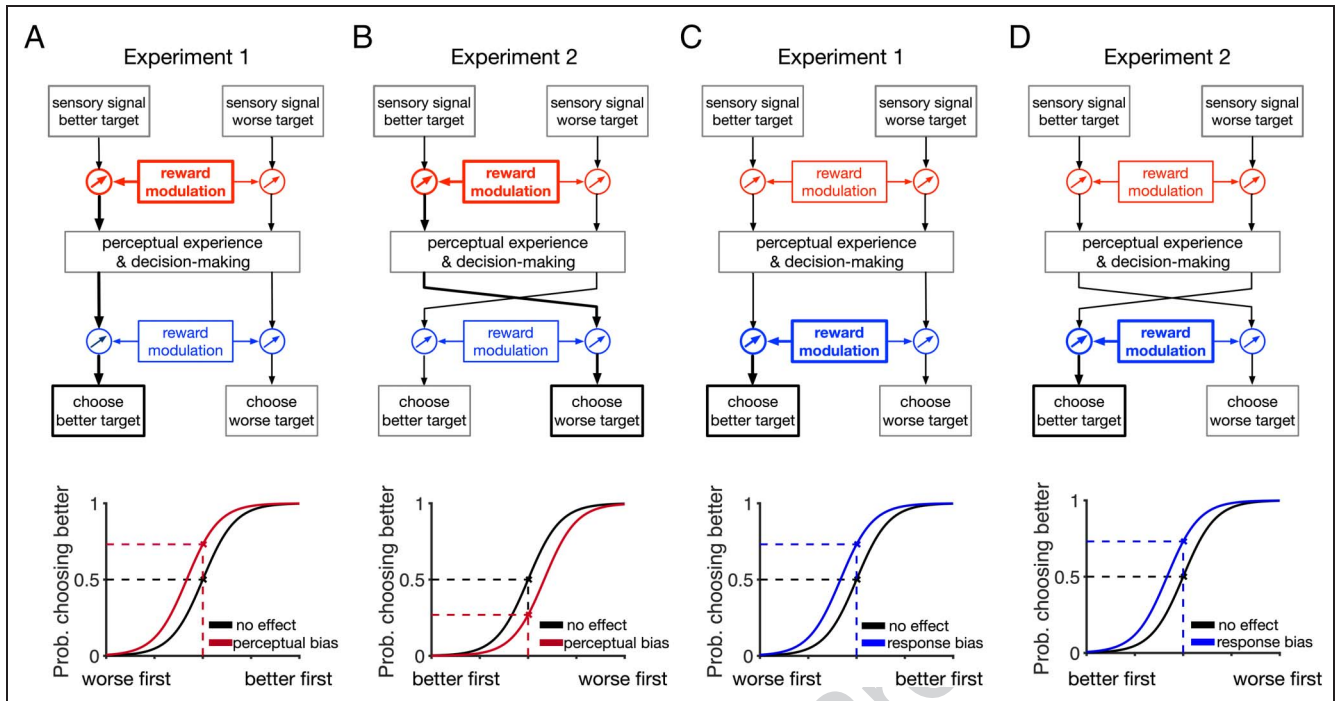 A
Experiment 1
sensory signal
better target
sensory signal
worse target
reward
modulation
perceptual experience
& decision-making
reward
modulation
choose
better target
choose
worse target
Prob. choosing better
1
0.5
0
no effect
perceptual bias
worse first
better first
B
Experiment 2
sensory signal
better target
sensory signal
worse target
reward
modulation
perceptual experience
& decision-making
reward
modulation
choose
better target
choose
worse target
Prob. choosing better
1
0.5
0
no effect
perceptual bias
better first
worse first
C
Experiment 1
sensory signal
better target
sensory signal
worse target
reward
modulation
perceptual experience
& decision-making
reward
modulation
choose
better target
choose
worse target
Prob. choosing better
1
0.5
0
no effect
response bias
worse first
better first
D
Experiment 2
sensory signal
better target
sensory signal
worse target
reward
modulation
perceptual experience
& decision-making
reward
modulation
choose
better target
choose
worse target
Prob. choosing better
1
0.5
0
no effect
response bias
better first
worse first